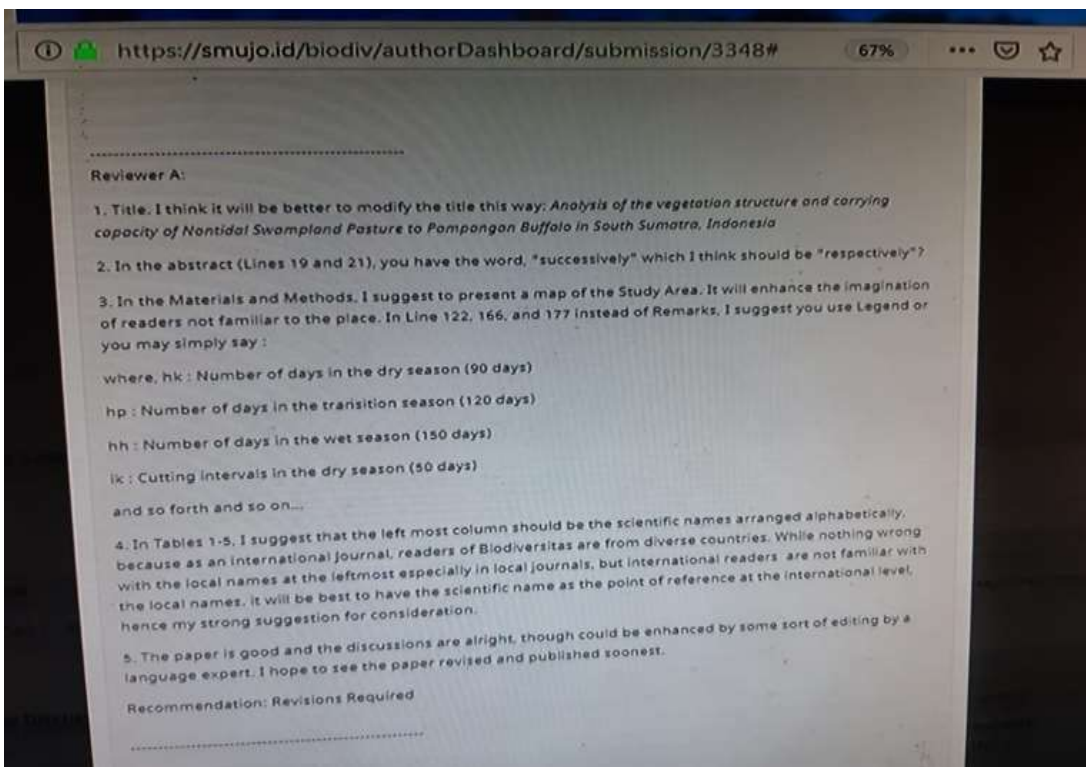 https://smujo.id/biodiv/authorDashboard/submission/3348#
67%
Reviewer A:
1. Title. I think it will be better to modify the title this way: Analysis of the vegetation structure and carrying
capacity of Nontidal Swampland Pasture to Pampangan Buffalo in South Sumatra, Indonesia
2. In the abstract (Lines 19 and 21), you have the word, "successively" which I think should be "respectively"?
3. In the Materials and Methods, I suggest to present a map of the Study Area. It will enhance the imagination
of readers not familiar to the place. In Line 122, 166, and 177 instead of Remarks, I suggest you use Legend or
you may simply say :
where, hk : Number of days in the dry season (90 days)
hp : Number of days in the transition season (120 days)
hh : Number of days in the wet season (150 days)
ik : Cutting intervals in the dry season (50 days)
and so forth and so on...
4. In Tables 1-5, I suggest that the left most column should be the scientific names arranged alphabetically,
because as an international Journal, readers of Biodiversitas are from diverse countries. While nothing wrong
with the local names at the leftmost especially in local journals, but international readers are not familiar with
the local names, it will be best to have the scientific name as the point of reference at the international level,
hence my strong suggestion for consideration.
5. The paper is good and the discussions are alright, though could be enhanced by some sort of editing by a
language expert. I hope to see the paper revised and published soonest.
Recommendation: Revisions Required